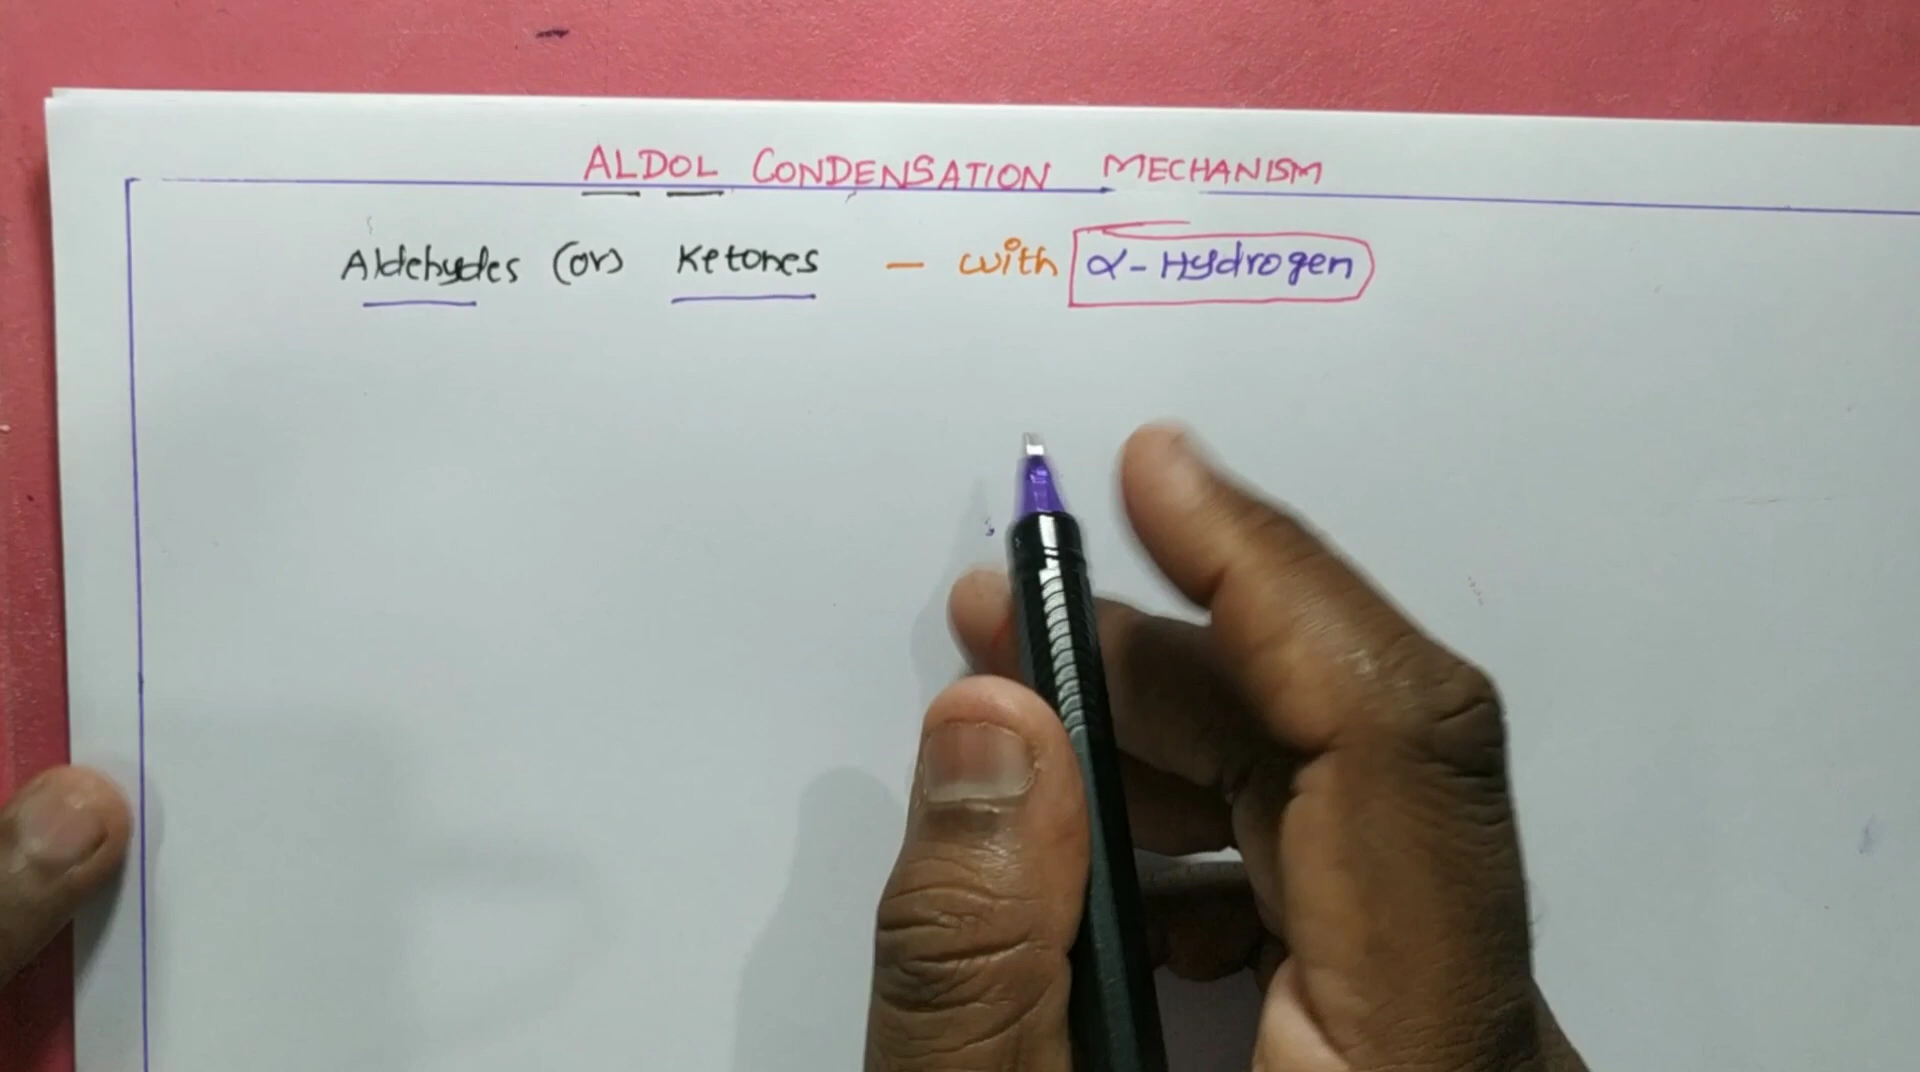 ALDOL CONDENSATION MECHANISM
Aldehydes (or) Ketones - with α-Hydrogen